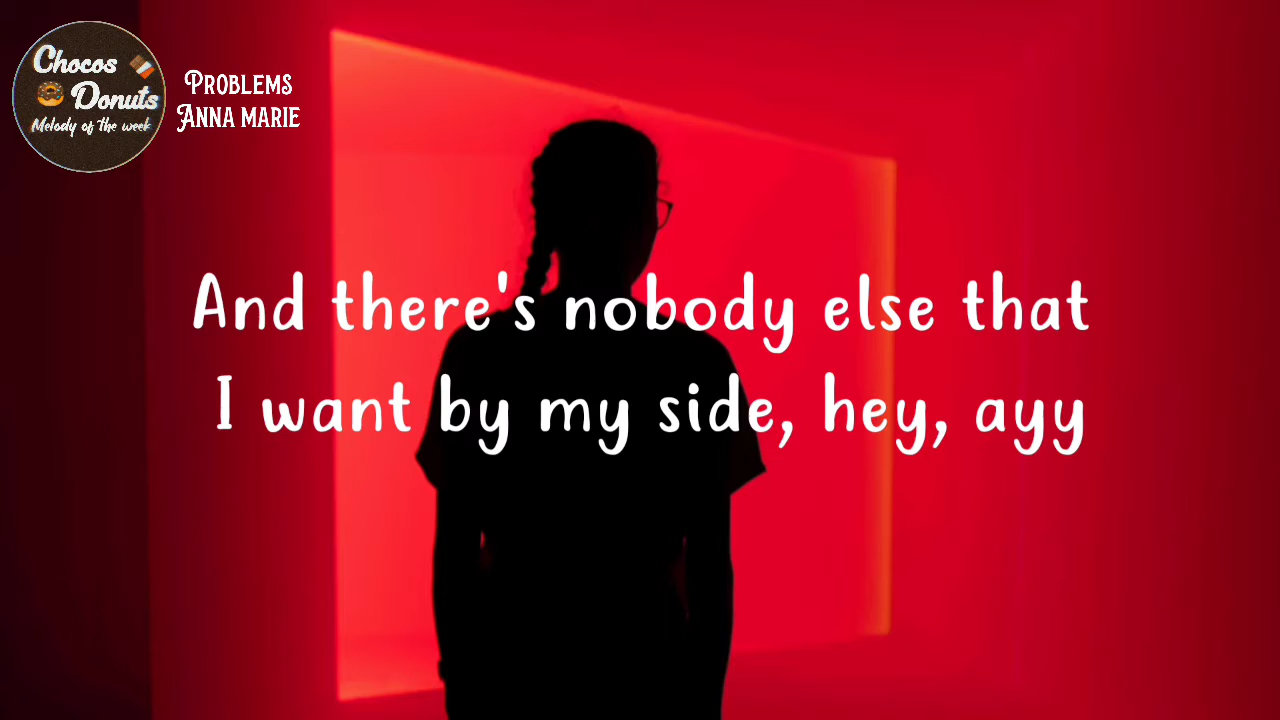 Chocos
Donuts
Melody of the week
PROBLEMS
ANNA MARIE
And there's nobody else that
I want by my side, hey, ayy